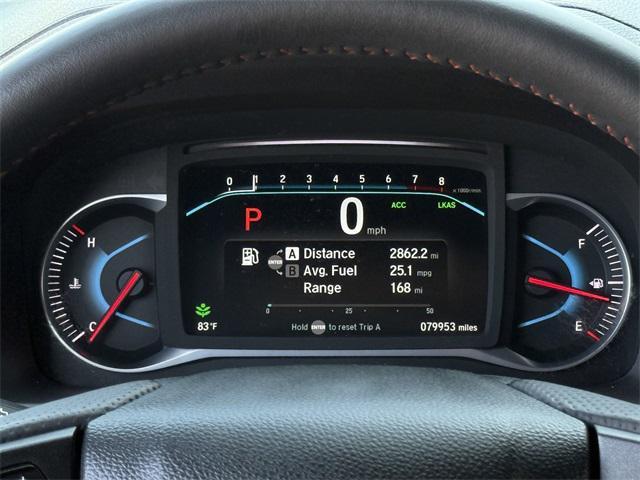 0 1 2 3 4 5 6 7 8 x1000r/min
P 0 mph ACC LKAS
H
C
A Distance 2862.2 mi
ENTER B Avg. Fuel 25.1 mpg
Range 168 mi
0 25 50
83°F Hold ENTER to reset Trip A 079953 miles
F
E